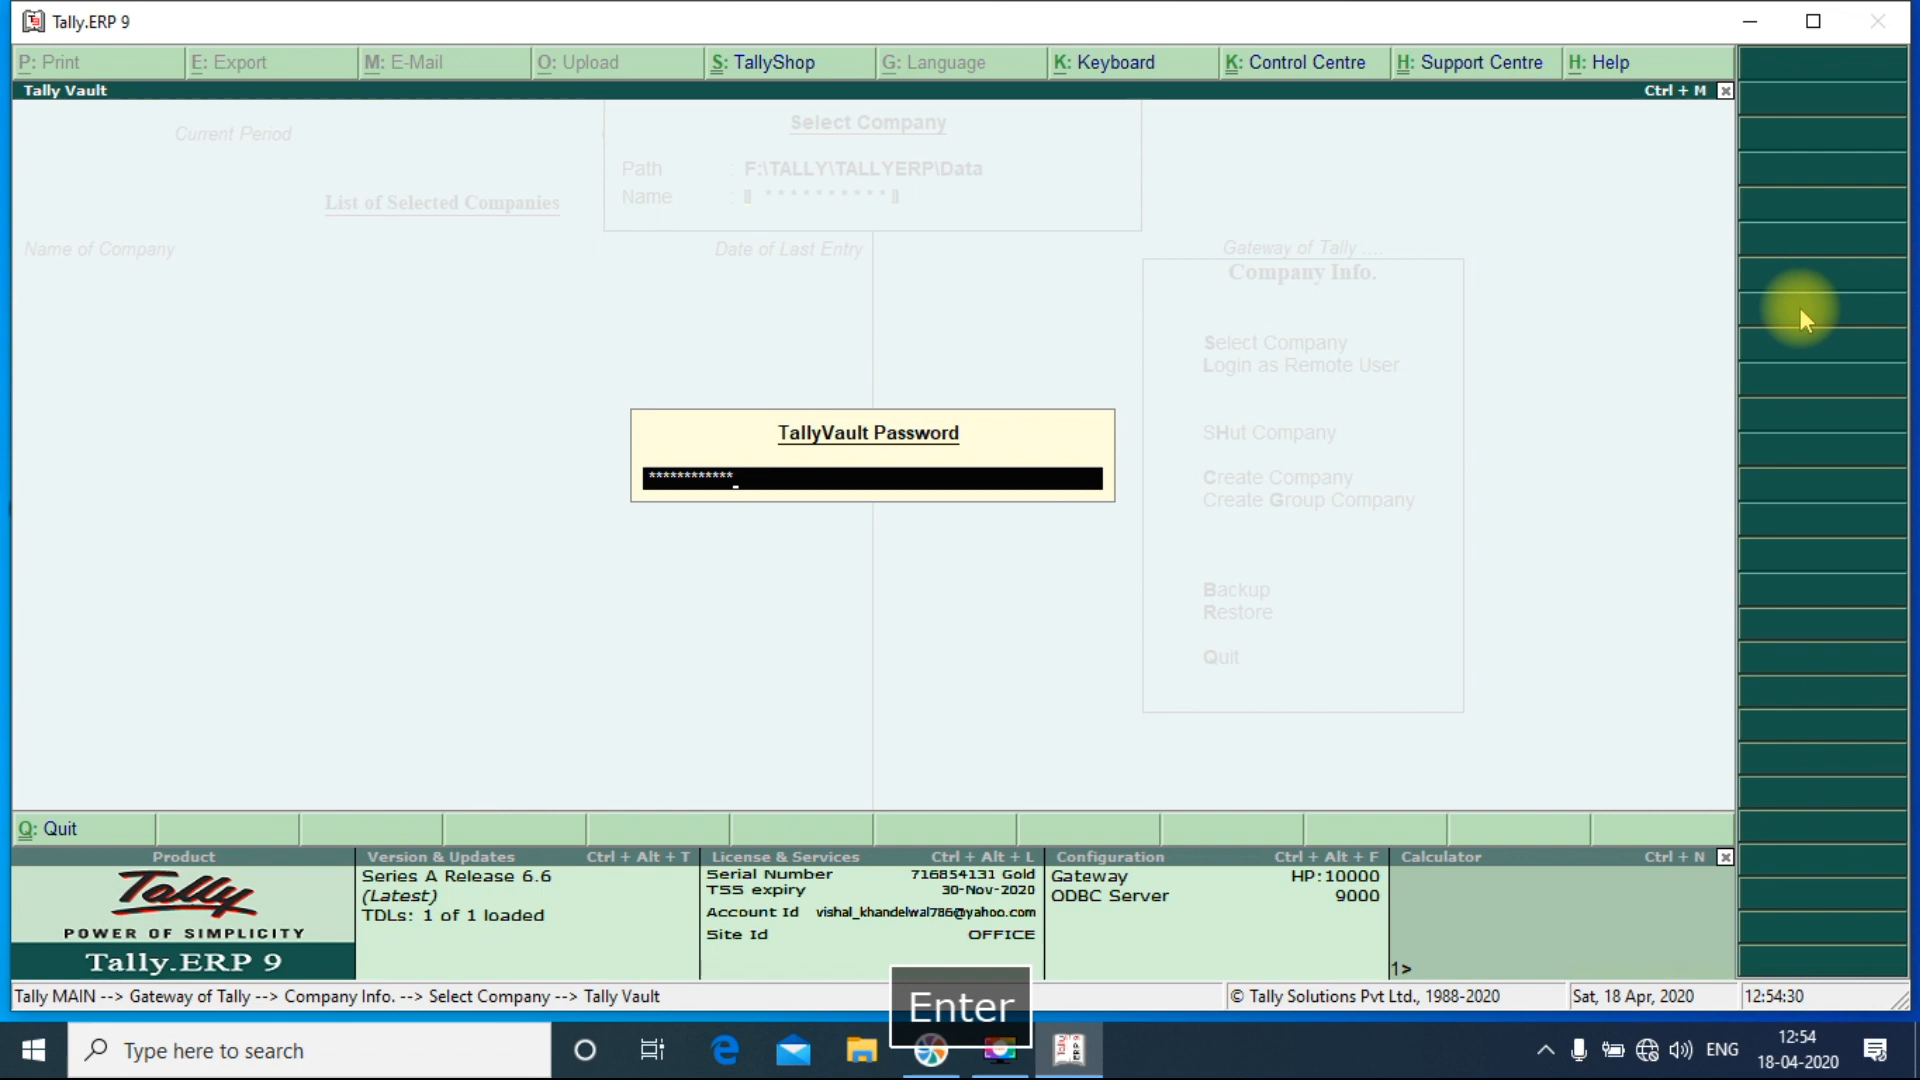 Tally.ERP 9
P: Print
E: Export
M: E-Mail
O: Upload
S: TallyShop
G: Language
K: Keyboard
K: Control Centre
H: Support Centre
H: Help
Tally Vault
Ctrl + M
Current Period
Select Company
Path : F:\TALLY\TALLYERP\Data
Name : || * * * * * * * * * * ||
List of Selected Companies
Name of Company
Date of Last Entry
Gateway of Tally ....
Company Info.
Select Company
Login as Remote User
SHut Company
Create Company
Create Group Company
Backup
Restore
Quit
TallyVault Password
************
Q: Quit
Product
Tally
POWER OF SIMPLICITY
Tally.ERP 9
Version & Updates Ctrl + Alt + T
Series A Release 6.6
(Latest)
TDLs: 1 of 1 loaded
License & Services Ctrl + Alt + L
Serial Number 716854131 Gold
TSS expiry 30-Nov-2020
Account Id vishal_khandelwal786@yahoo.com
Site Id OFFICE
Configuration Ctrl + Alt + F
Gateway HP:10000
ODBC Server 9000
Calculator Ctrl + N
1>
Enter
Tally MAIN --> Gateway of Tally --> Company Info. --> Select Company --> Tally Vault
© Tally Solutions Pvt Ltd., 1988-2020
Sat, 18 Apr, 2020
12:54:30
Type here to search
ENG
12:54
18-04-2020